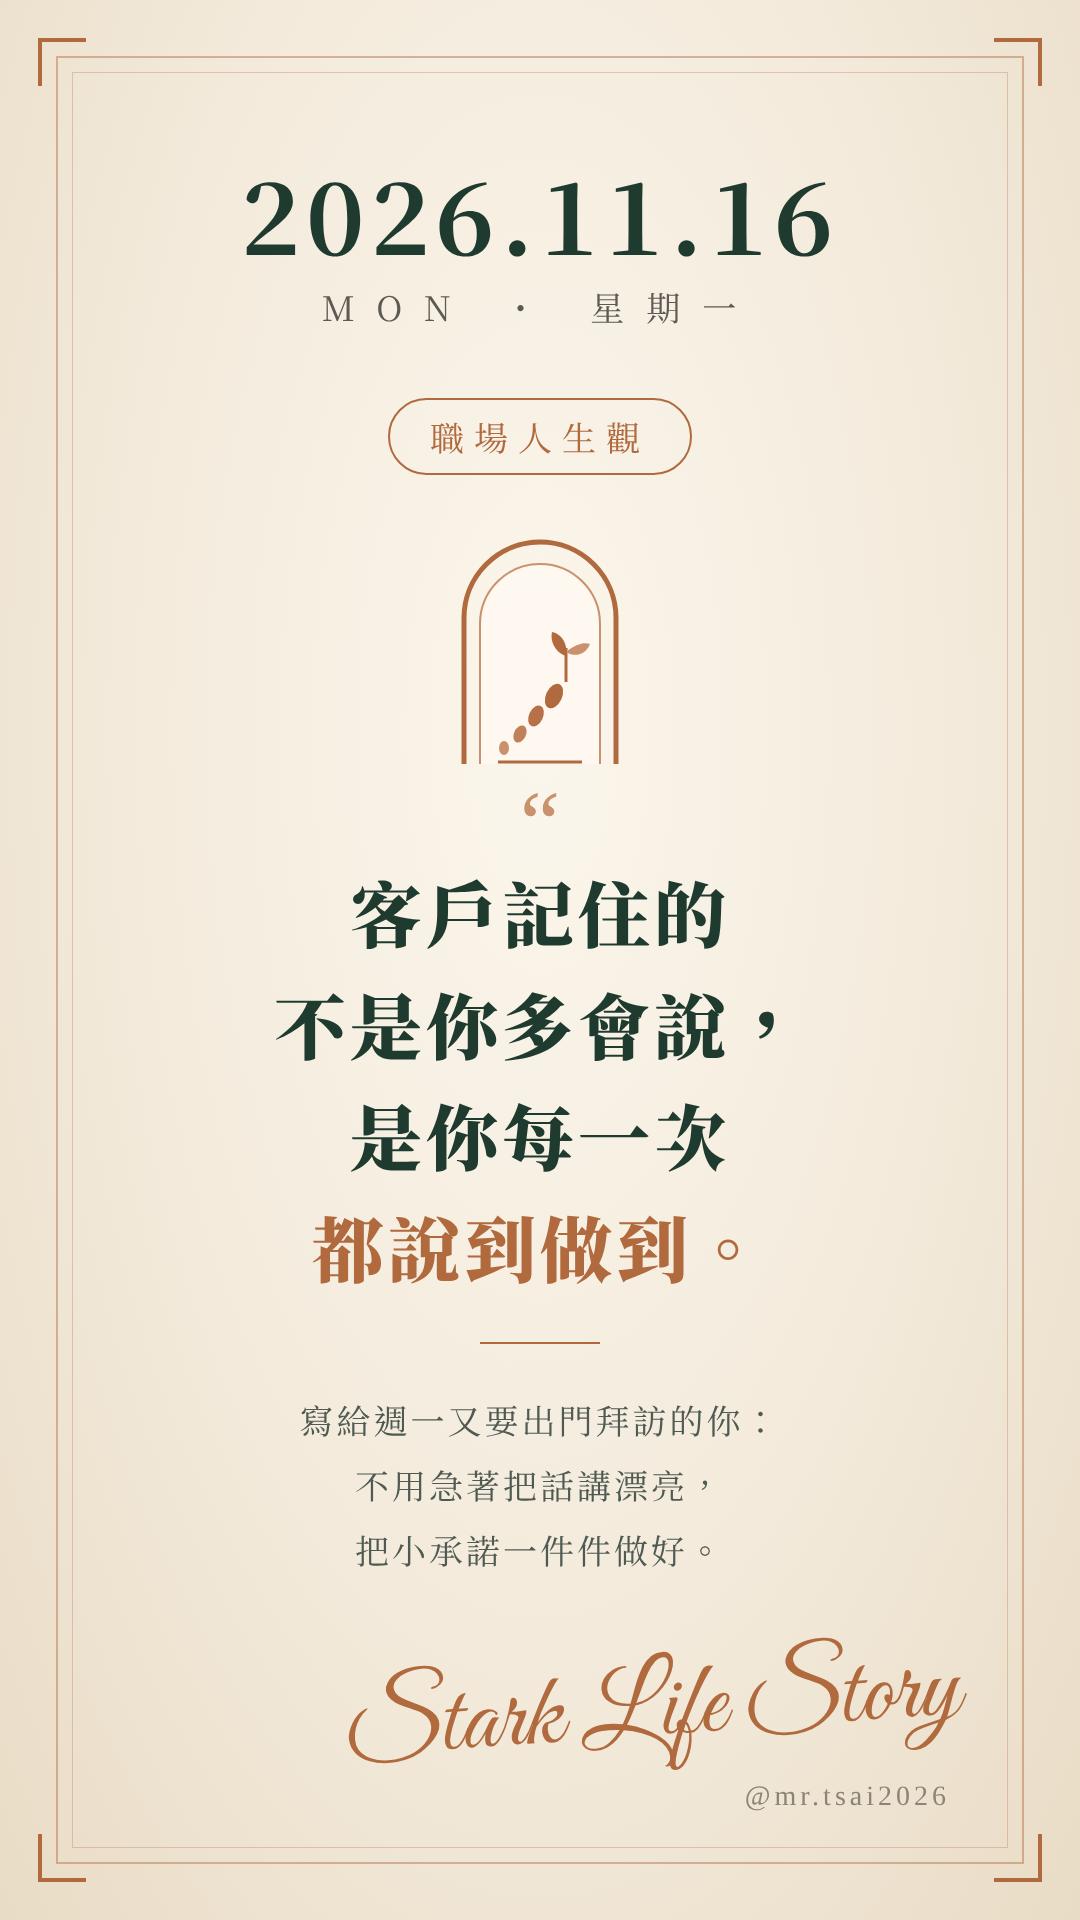 2026.11.16
MON · 星期一
職場人生觀
“
客戶記住的
不是你多會說，
是你每一次
都說到做到。
寫給週一又要出門拜訪的你：
不用急著把話講漂亮，
把小承諾一件件做好。
Stark Life Story
@mr.tsai2026